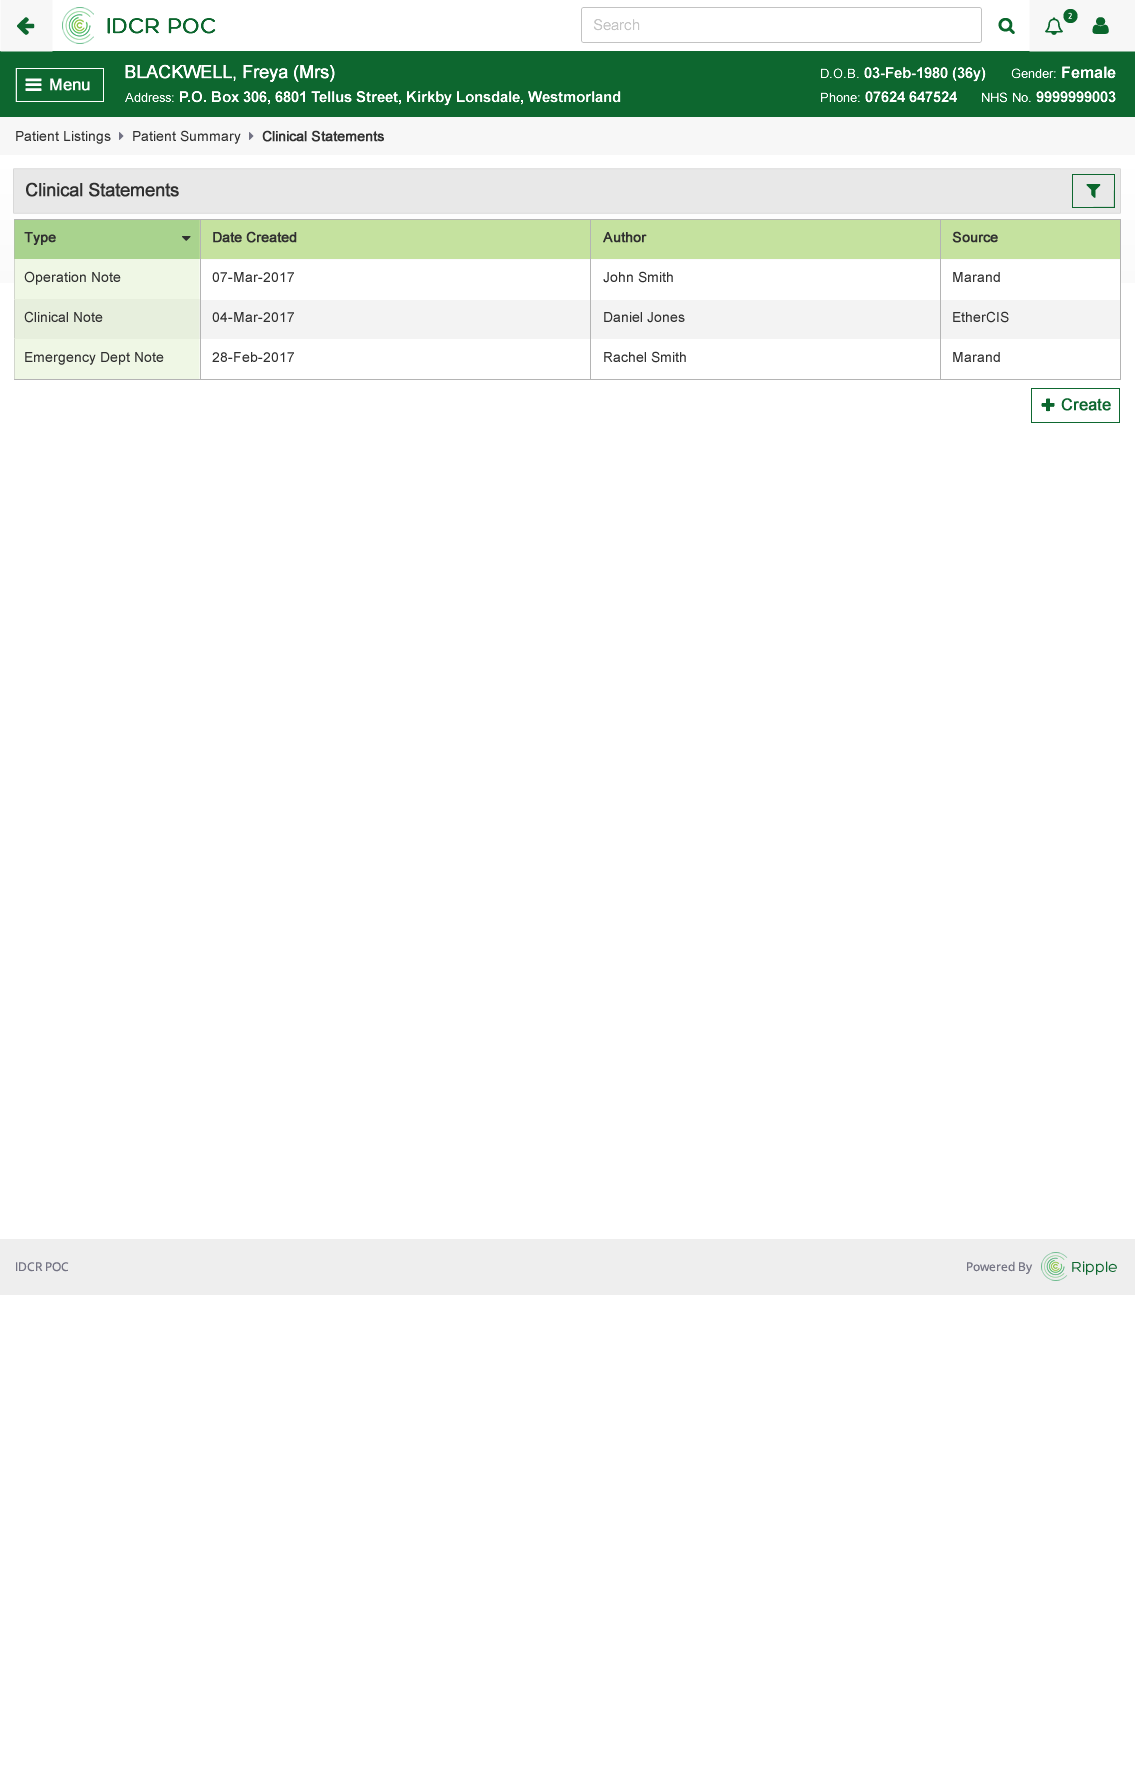 IDCR POC Search 2
Menu BLACKWELL, Freya (Mrs) D.O.B. 03-Feb-1980 (36y) Gender: Female
Address: P.O. Box 306, 6801 Tellus Street, Kirkby Lonsdale, Westmorland Phone: 07624 647524 NHS No. 9999999003
Patient Listings Patient Summary Clinical Statements
Clinical Statements
Type Date Created Author Source
Operation Note 07-Mar-2017 John Smith Marand
Clinical Note 04-Mar-2017 Daniel Jones EtherCIS
Emergency Dept Note 28-Feb-2017 Rachel Smith Marand
Create
IDCR POC Powered By Ripple